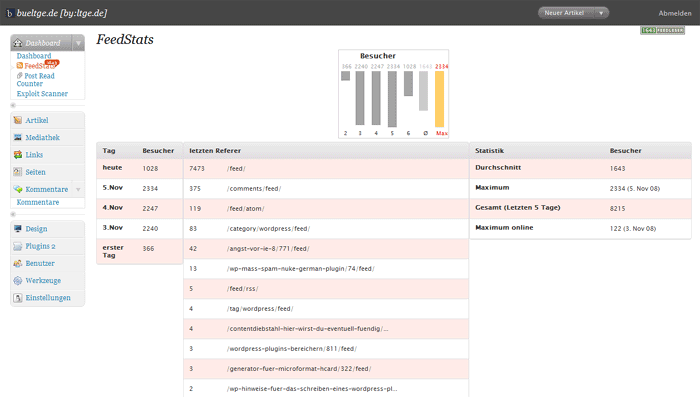 bueltge.de [by:ltge.de]
Neuer Artikel
Abmelden
1643 FEEDLESER
Dashboard
Dashboard
FeedStats
Post Read
Counter
Exploit Scanner
Artikel
Mediathek
Links
Seiten
Kommentare
Kommentare
Design
Plugins 2
Benutzer
Werkzeuge
Einstellungen
FeedStats
Besucher
366 2240 2247 2334 1028 1643 2334
2 3 4 5 6 Ø Max
Tag Besucher
heute 1028
5.Nov 2334
4.Nov 2247
3.Nov 2240
erster
Tag 366
letzten Referer
7473 /feed/
375 /comments/feed/
119 /feed/atom/
83 /category/wordpress/feed/
42 /angst-vor-ie-8/771/feed/
13 /wp-mass-spam-nuke-german-plugin/74/feed/
5 /feed/rss/
4 /tag/wordpress/feed/
4 /contentdiebstahl-hier-wirst-du-eventuell-fuendig/...
3 /wordpress-plugins-bereichern/811/feed/
3 /generator-fuer-microformat-hcard/322/feed/
2 /wp-hinweise-fuer-das-schreiben-eines-wordpress-pl...
Statistik Besucher
Durchschnitt 1643
Maximum 2334 (5. Nov 08)
Gesamt (Letzten 5 Tage) 8215
Maximum online 122 (3. Nov 08)